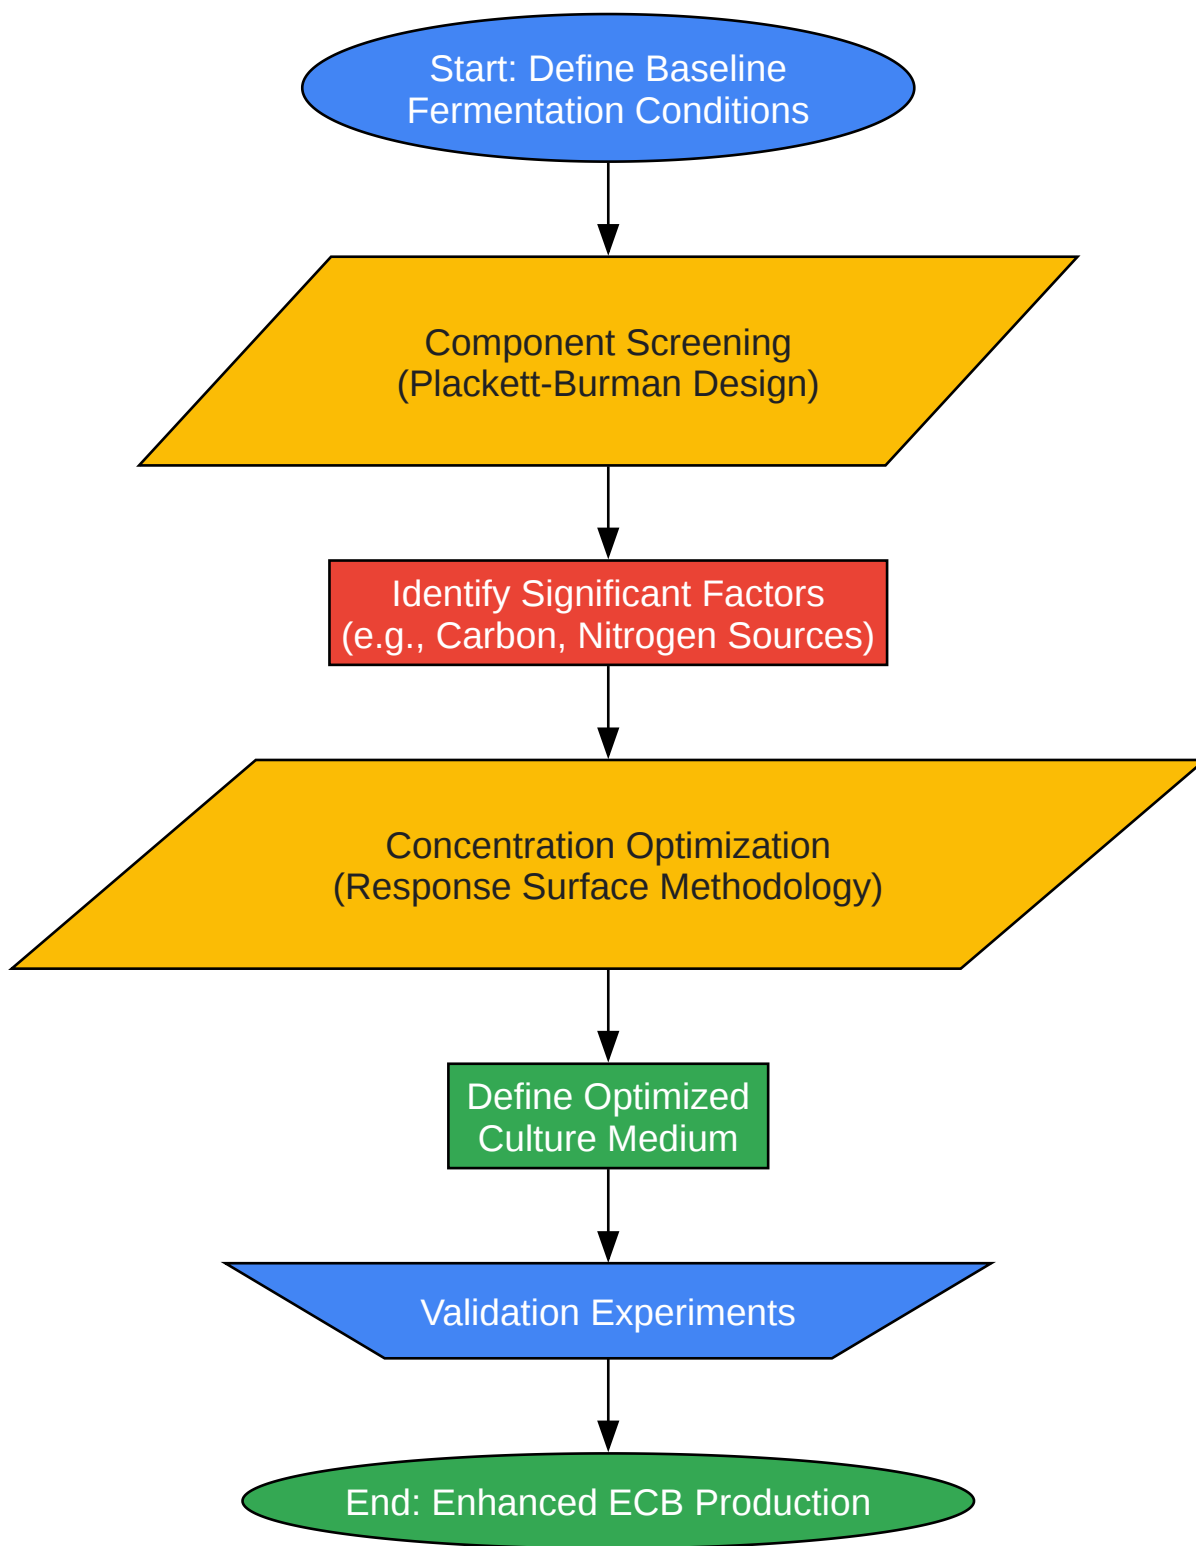 Start: Define Baseline
Fermentation Conditions
Component Screening
(Plackett-Burman Design)
Identify Significant Factors
(e.g., Carbon, Nitrogen Sources)
Concentration Optimization
(Response Surface Methodology)
Define Optimized
Culture Medium
Validation Experiments
End: Enhanced ECB Production